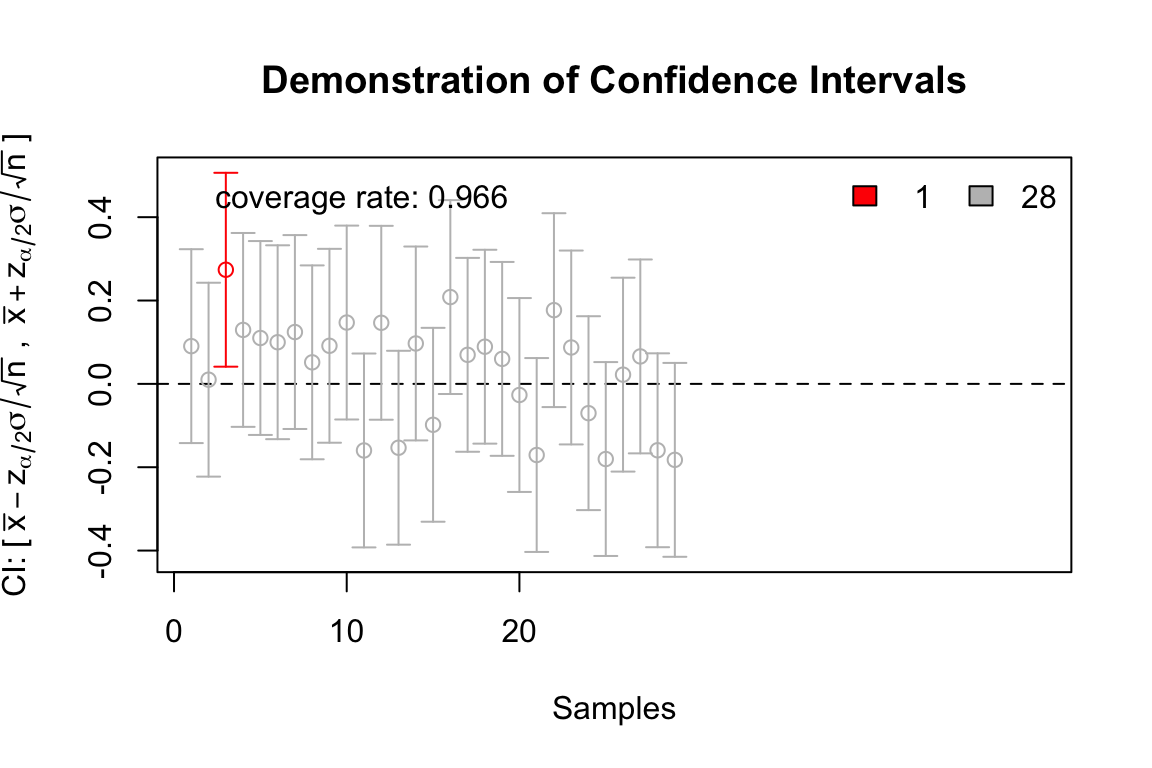 Demonstration of Confidence Intervals
coverage rate: 0.966
1 28
CI: [ x̅ − zα/2σ/√n , x̅ + zα/2σ/√n ]
0.4
0.2
0.0
-0.2
-0.4
0 10 20
Samples